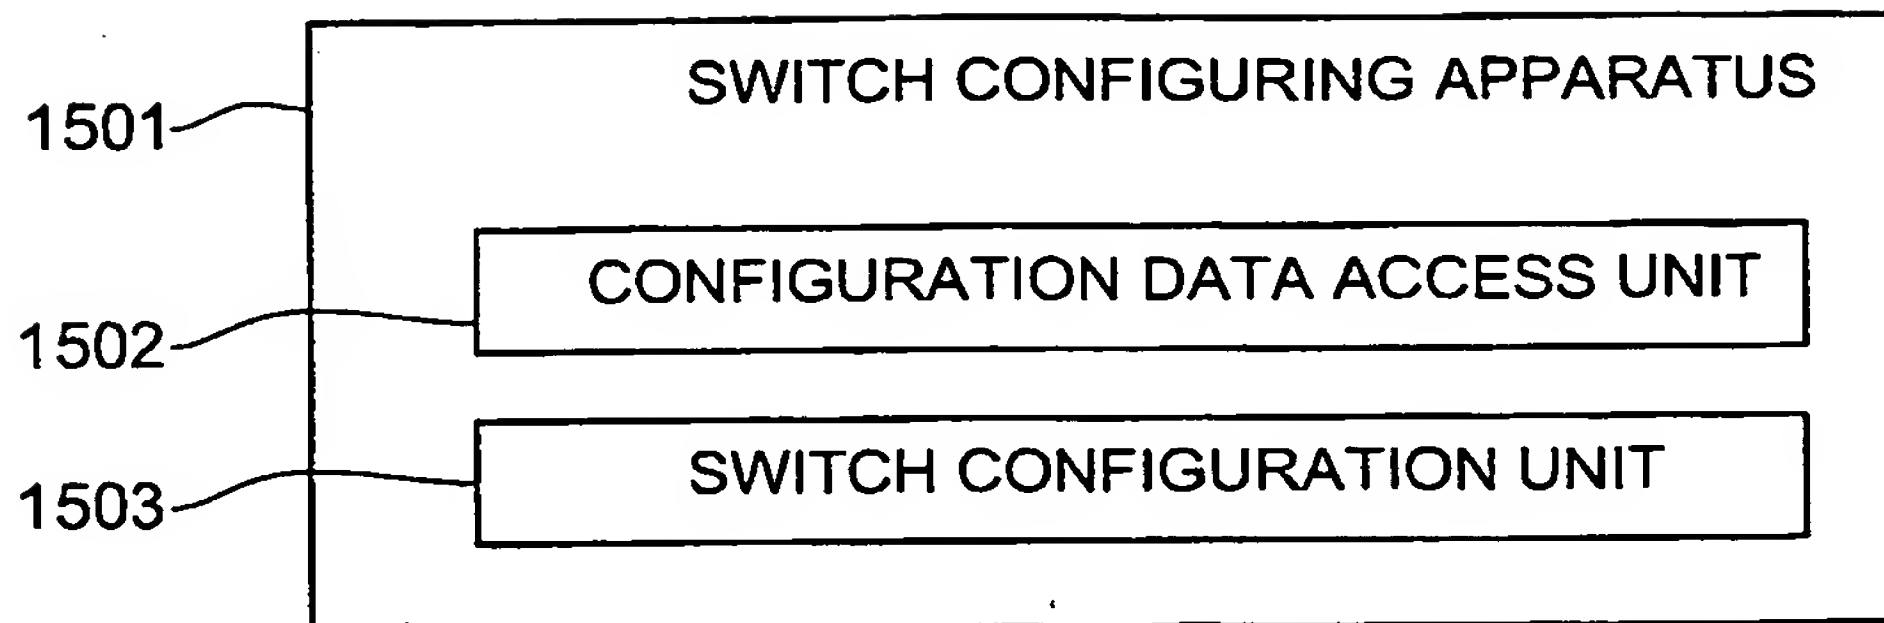 SWITCH CONFIGURING APPARATUS
1501
CONFIGURATION DATA ACCESS UNIT
1502
SWITCH CONFIGURATION UNIT
1503